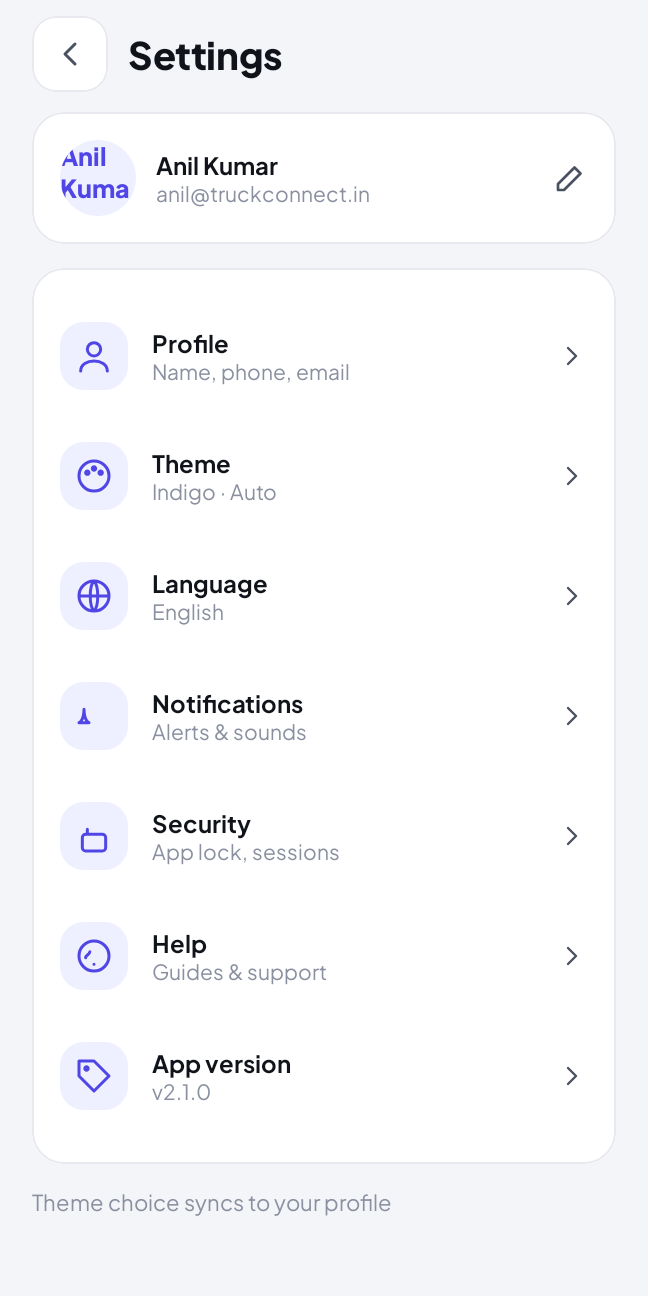 Settings
Anil
Kuma
Anil Kumar
anil@truckconnect.in
Profile
Name, phone, email
Theme
Indigo · Auto
Language
English
Notifications
Alerts & sounds
Security
App lock, sessions
Help
Guides & support
App version
v2.1.0
Theme choice syncs to your profile